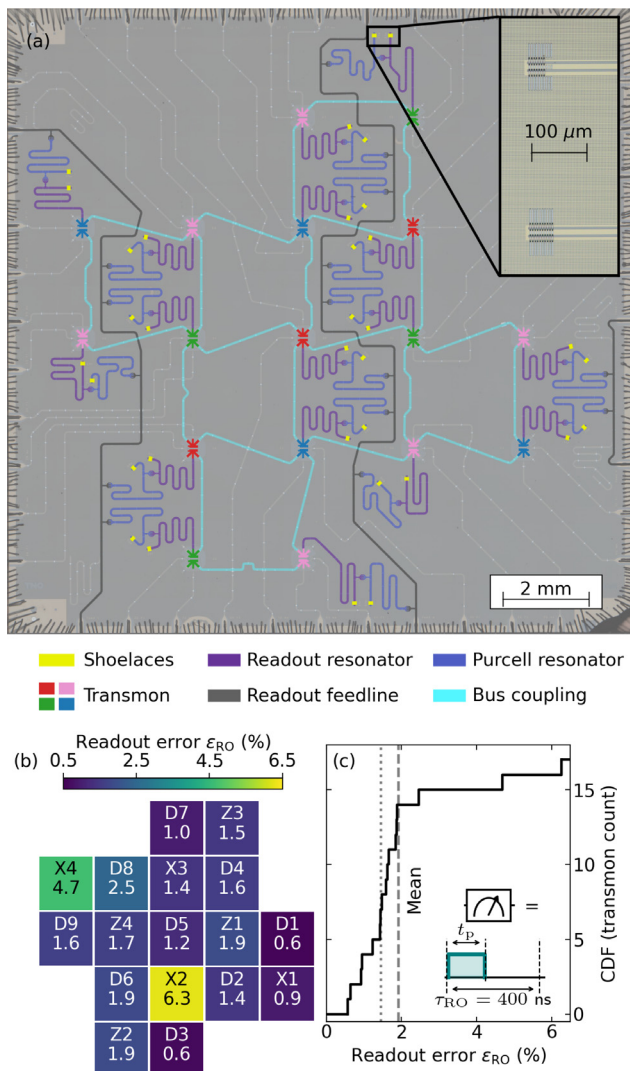 (a)
100 μm
2 mm
Shoelaces
Readout resonator
Purcell resonator
Transmon
Readout feedline
Bus coupling
Readout error εRO (%)
(b)
0.5
2.5
4.5
6.5
D7
1.0
Z3
1.5
X4
4.7
D8
2.5
X3
1.4
D4
1.6
D9
1.6
Z4
1.7
D5
1.2
Z1
1.9
D1
0.6
D6
1.9
X2
6.3
D2
1.4
X1
0.9
Z2
1.9
D3
0.6
(c)
Mean
=
tp
τRO = 400 ns
15
10
5
0
CDF (transmon count)
0
2
4
6
Readout error εRO (%)